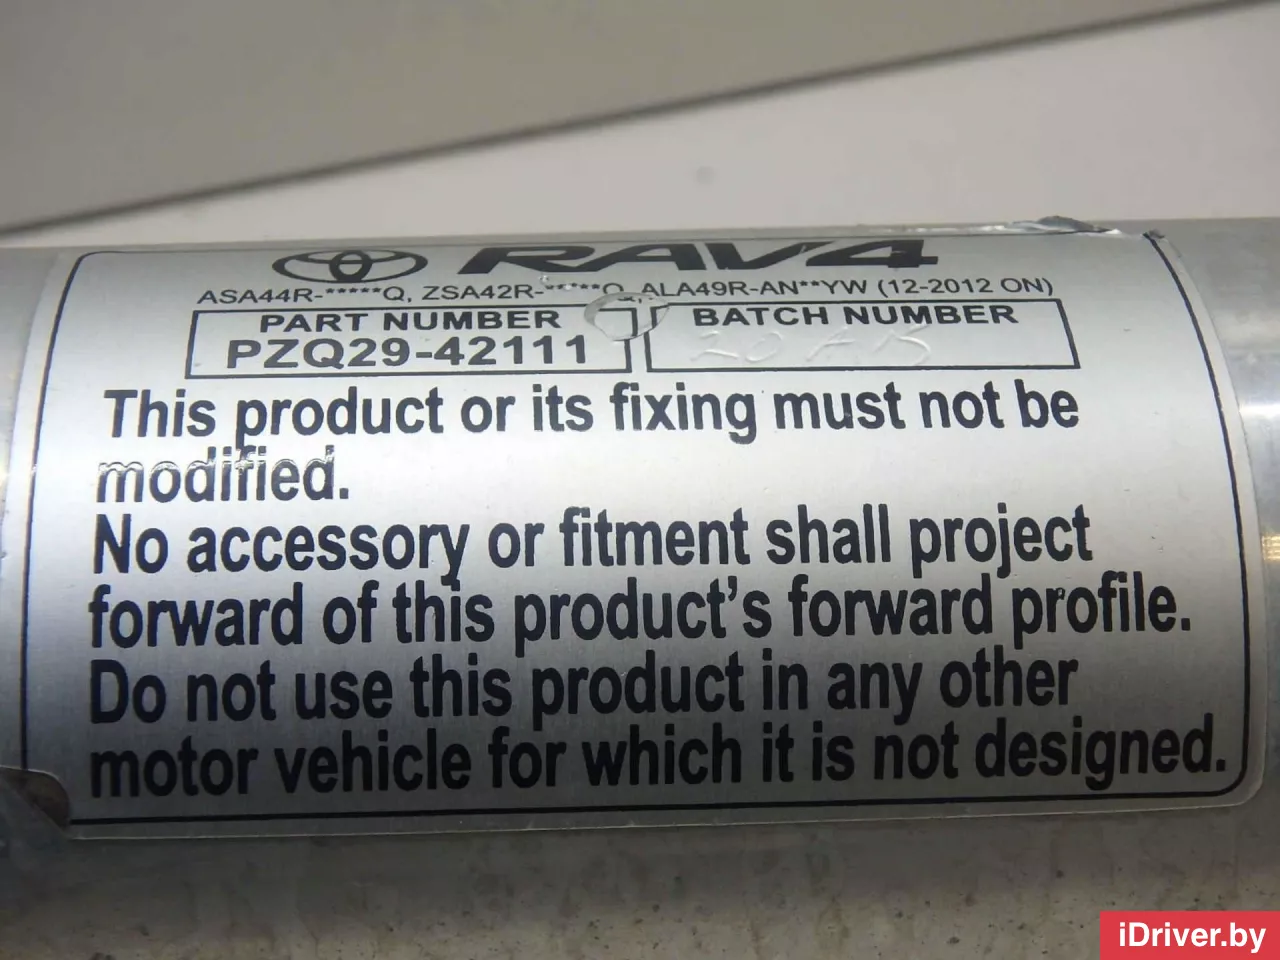 RAV4
ASA44R-*****Q, ZSA42R-*****Q, ALA49R-AN**YW (12-2012 ON)
PART NUMBER
PZQ29-42111
BATCH NUMBER
20 AB
This product or its fixing must not be
modified.
No accessory or fitment shall project
forward of this product's forward profile.
Do not use this product in any other
motor vehicle for which it is not designed.
iDriver.by